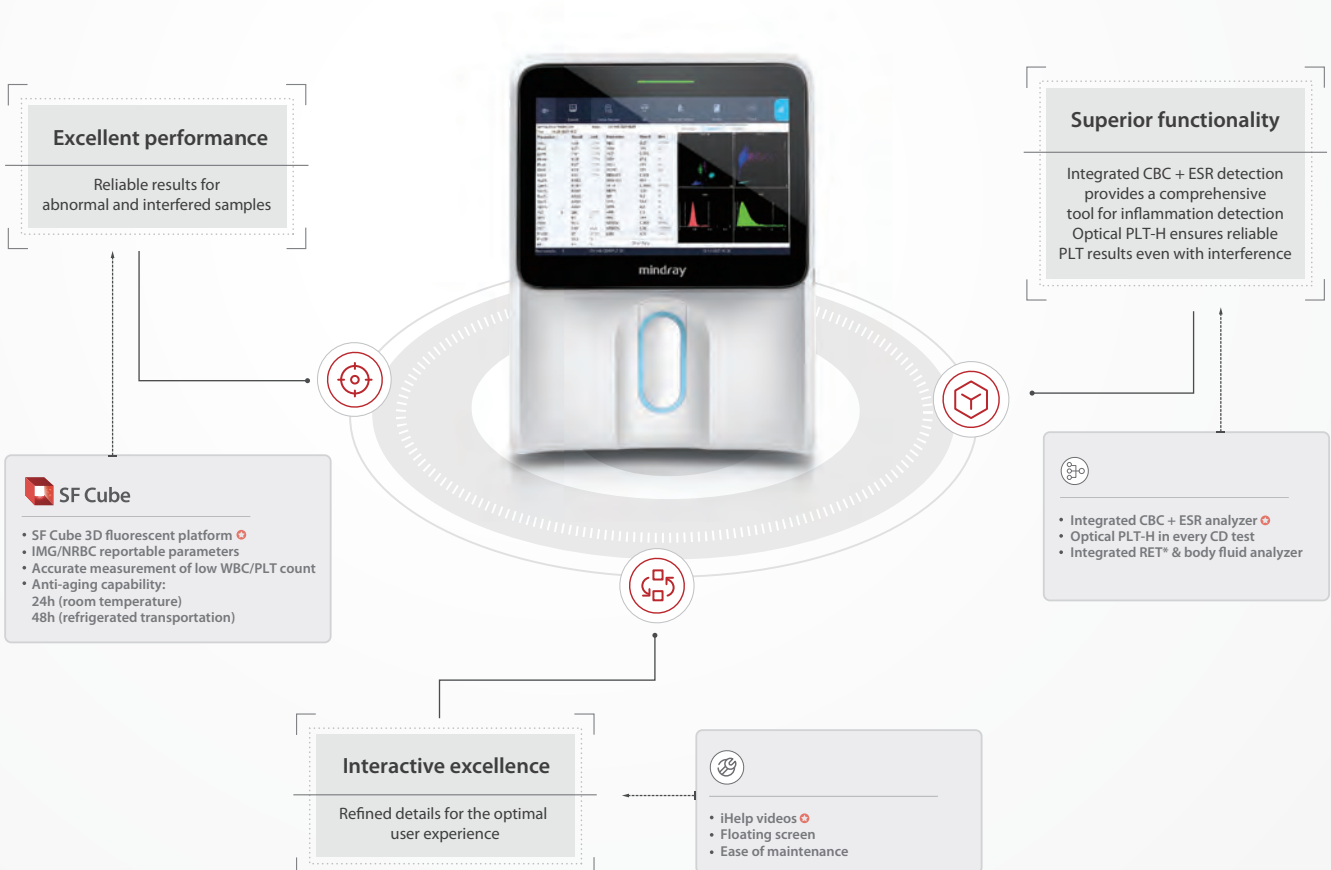 Excellent performance
Reliable results for
abnormal and interfered samples
Superior functionality
Integrated CBC + ESR detection
provides a comprehensive
tool for inflammation detection
Optical PLT-H ensures reliable
PLT results even with interference
mindray
SF Cube
• SF Cube 3D fluorescent platform
• IMG/NRBC reportable parameters
• Accurate measurement of low WBC/PLT count
• Anti-aging capability:
24h (room temperature)
48h (refrigerated transportation)
• Integrated CBC + ESR analyzer
• Optical PLT-H in every CD test
• Integrated RET* & body fluid analyzer
Interactive excellence
Refined details for the optimal
user experience
• iHelp videos
• Floating screen
• Ease of maintenance